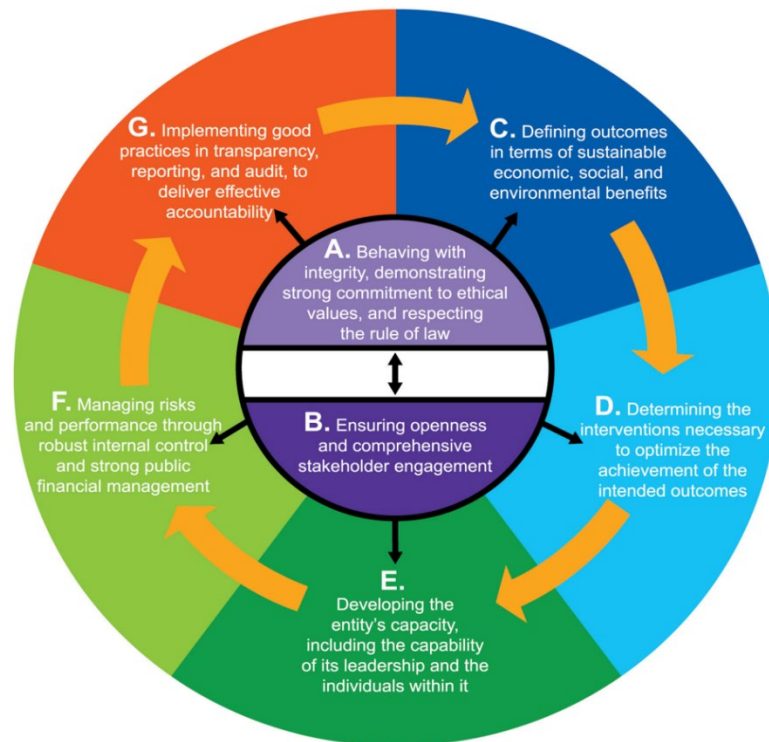 A. Behaving with
integrity, demonstrating
strong commitment to ethical
values, and respecting
the rule of law
B. Ensuring openness
and comprehensive
stakeholder engagement
C. Defining outcomes
in terms of sustainable
economic, social, and
environmental benefits
D. Determining the
interventions necessary
to optimize the
achievement of the
intended outcomes
E.
Developing the
entity's capacity,
including the capability
of its leadership and the
individuals within it
F. Managing risks
and performance through
robust internal control
and strong public
financial management
G. Implementing good
practices in transparency,
reporting, and audit, to
deliver effective
accountability